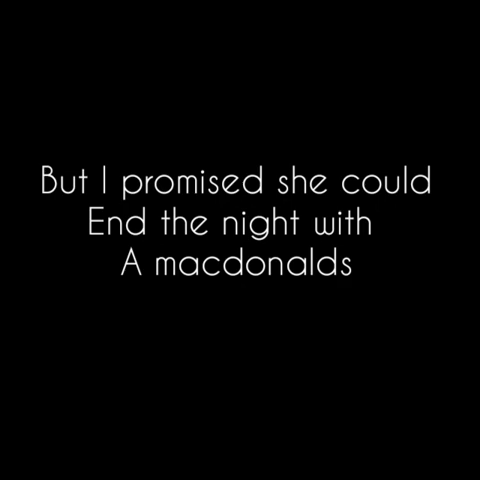 But I promised she could
End the night with
A macdonalds